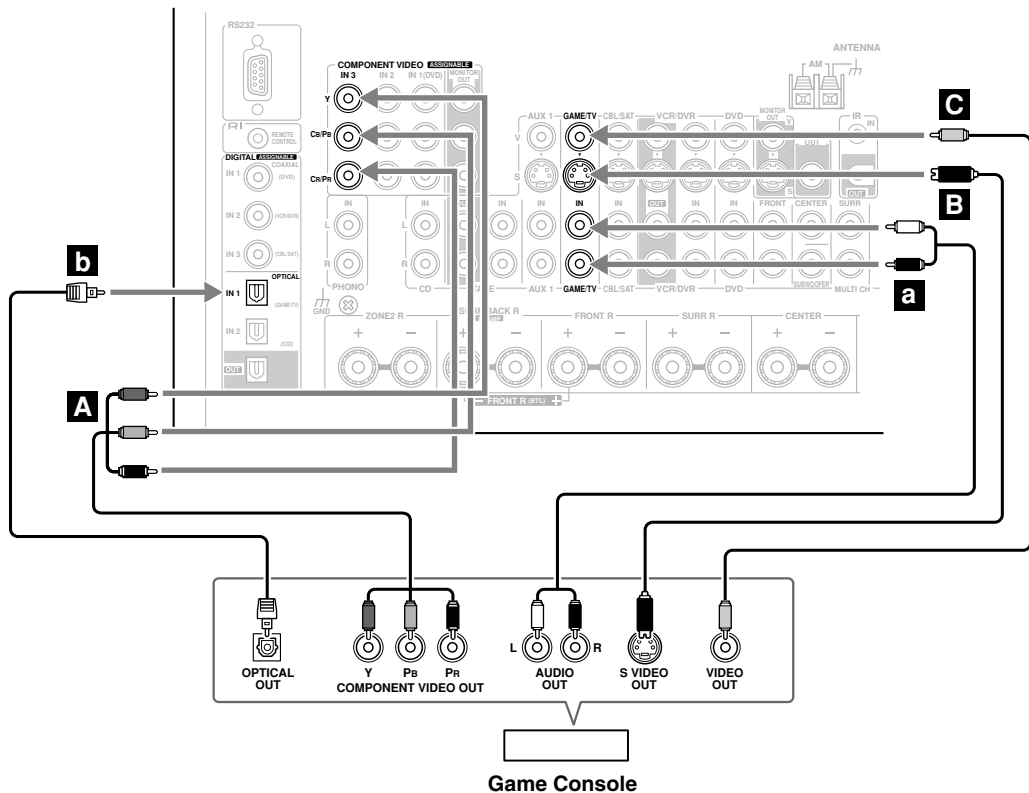 RS232
ANTENNA
AM
COMPONENT VIDEO ASSIGNABLE
IN 3 IN 2 IN 1(DVD) MONITOR OUT
Y
CB/PB
CR/PR
RI REMOTE CONTROL
DIGITAL ASSIGNABLE
COAXIAL
IN 1 (DVD)
IN 2 (VCR/DVR)
IN 3 (CBL/SAT)
OPTICAL
IN 1 (GAME/TV)
IN 2 (CD)
OUT
AUX 1 GAME/TV CBL/SAT VCR/DVR DVD MONITOR OUT V OUT IR IN
V
S S OUT
IN IN IN IN IN IN IN OUT IN IN FRONT CENTER SURR
L L
R R
PHONO CD AUX 1 GAME/TV CBL/SAT VCR/DVR DVD SUBWOOFER MULTI CH
GND
ZONE2 R BACK R FRONT R SURR R CENTER
+ − + − + − + − + −
− FRONT R (BTL) +
C
B
a
b
A
OPTICAL OUT
Y PB PR
COMPONENT VIDEO OUT
L R
AUDIO OUT
S VIDEO OUT
VIDEO OUT
Game Console